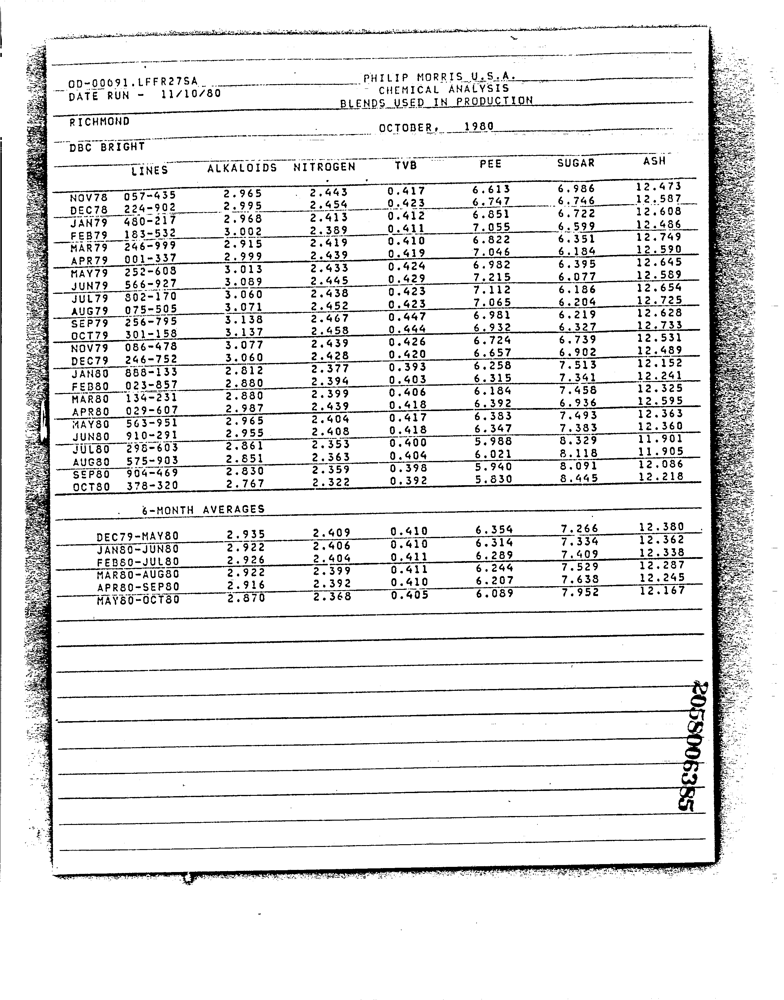 OD-00091.LFFR27SA PHILIP MORRIS U.S.A.
DATE RUN - 11/10/80 CHEMICAL ANALYSIS
BLENDS USED IN PRODUCTION
RICHMOND OCTOBER, 1980
DBC BRIGHT
LINES ALKALOIDS NITROGEN TVB PEE SUGAR ASH
NOV78 057-435 2.965 2.443 0.417 6.613 6.986 12.473
DEC78 224-902 2.995 2.454 0.423 6.747 6.746 12.587
JAN79 480-217 2.968 2.413 0.412 6.851 6.722 12.608
FEB79 183-532 3.002 2.389 0.411 7.055 6.599 12.486
MAR79 246-999 2.915 2.419 0.410 6.822 6.351 12.749
APR79 001-337 2.999 2.439 0.419 7.046 6.184 12.590
MAY79 252-608 3.013 2.433 0.424 6.982 6.395 12.645
JUN79 566-927 3.089 2.445 0.429 7.215 6.077 12.589
JUL79 802-170 3.060 2.438 0.423 7.112 6.186 12.654
AUG79 075-505 3.071 2.452 0.423 7.065 6.204 12.725
SEP79 256-795 3.138 2.467 0.447 6.981 6.219 12.628
OCT79 301-158 3.137 2.458 0.444 6.932 6.327 12.733
NOV79 086-478 3.077 2.439 0.426 6.724 6.739 12.531
DEC79 246-752 3.060 2.428 0.420 6.657 6.902 12.489
JAN80 888-133 2.812 2.377 0.393 6.258 7.513 12.152
FEB80 023-857 2.880 2.394 0.403 6.315 7.341 12.241
MAR80 134-231 2.880 2.399 0.406 6.184 7.458 12.325
APR80 029-607 2.987 2.439 0.418 6.392 6.936 12.595
MAY80 563-951 2.965 2.404 0.417 6.383 7.493 12.363
JUN80 910-291 2.955 2.408 0.418 6.347 7.383 12.360
JUL80 298-603 2.861 2.353 0.400 5.988 8.329 11.901
AUG80 575-903 2.851 2.363 0.404 6.021 8.118 11.905
SEP80 904-469 2.830 2.359 0.398 5.940 8.091 12.086
OCT80 378-320 2.767 2.322 0.392 5.830 8.445 12.218
6-MONTH AVERAGES
DEC79-MAY80 2.935 2.409 0.410 6.354 7.266 12.380
JAN80-JUN80 2.922 2.406 0.410 6.314 7.334 12.362
FEB80-JUL80 2.926 2.404 0.411 6.289 7.409 12.338
MAR80-AUG80 2.922 2.399 0.411 6.244 7.529 12.287
APR80-SEP80 2.916 2.392 0.410 6.207 7.638 12.245
MAY80-OCT80 2.870 2.368 0.405 6.089 7.952 12.167
2058006385